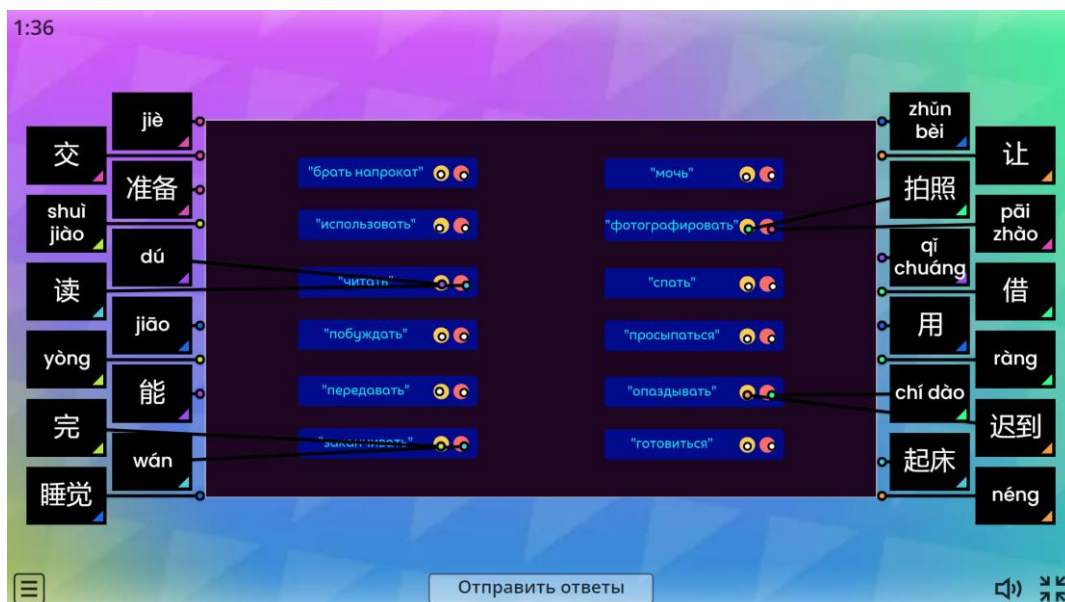 1:36
jiè
交
准备
shuì
jiào
dú
读
jiāo
yòng
能
完
wán
睡觉
"брать напрокат"
"использовать"
"читать"
"побуждать"
"передавать"
"заканчивать"
"мочь"
"фотографировать"
"спать"
"просыпаться"
"опаздывать"
"готовиться"
zhǔn
bèi
让
拍照
pāi
zhào
qǐ
chuáng
借
用
ràng
chí dào
迟到
起床
néng
Отправить ответы